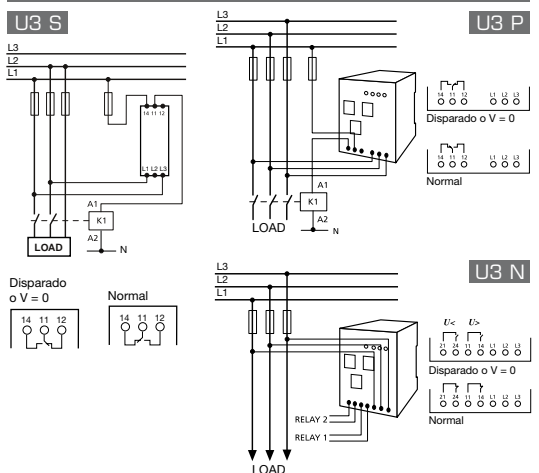 U3 S
L3
L2
L1
14 11 12
L1 L2 L3
A1
K1
A2
N
LOAD
Disparado
o V = 0
14 11 12
Normal
14 11 12
U3 P
L3
L2
L1
A1
K1
A2
N
LOAD
14 11 12 L1 L2 L3
Disparado o V = 0
14 11 12 L1 L2 L3
Normal
U3 N
L3
L2
L1
RELAY 2
RELAY 1
LOAD
U< U>
21 24 11 14 L1 L2 L3
Disparado o V = 0
21 24 11 14 L1 L2 L3
Normal